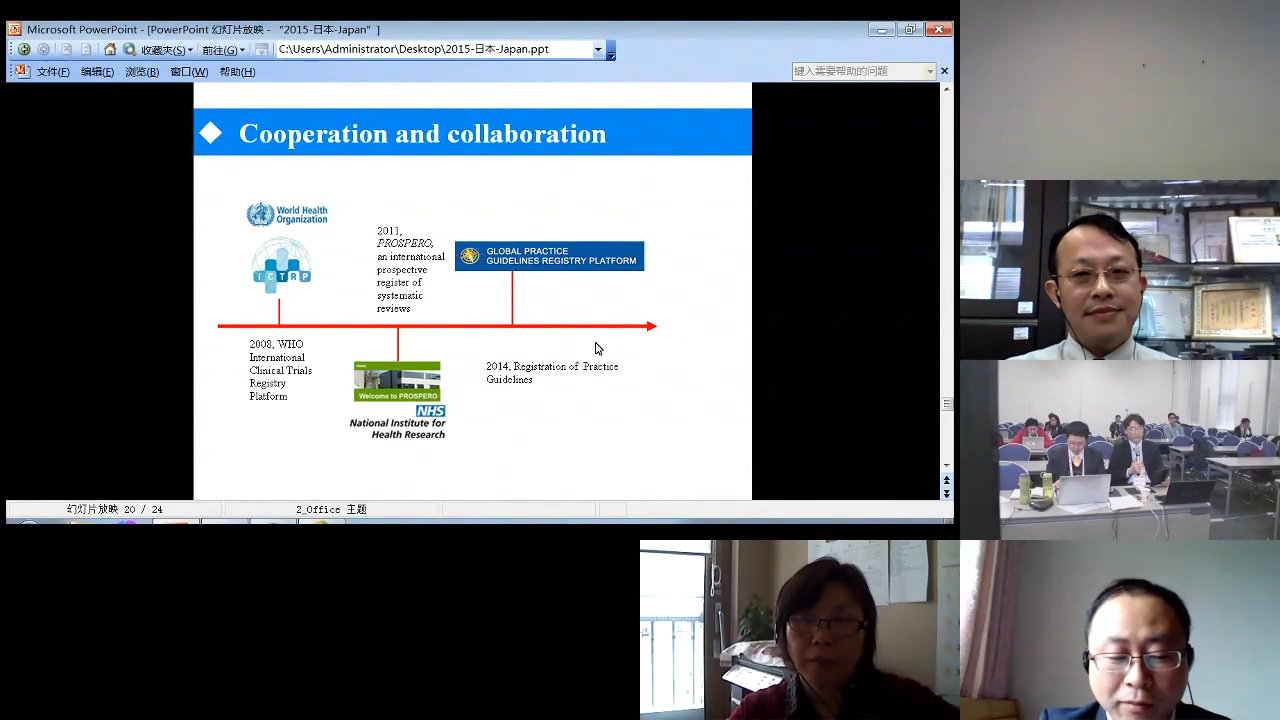 Microsoft PowerPoint - [PowerPoint 幻灯片放映 - “2015-日本-Japan” ]
收藏夹(S) 前往(G) C:\Users\Administrator\Desktop\2015-日本-Japan.ppt
文件(F) 编辑(E) 浏览(B) 窗口(W) 帮助(H) 键入需要帮助的问题
Cooperation and collaboration
World Health
Organization
ICTRP
2011,
PROSPERO,
an international
prospective
register of
systematic
reviews
GLOBAL PRACTICE
GUIDELINES REGISTRY PLATFORM
2008, WHO
International
Clinical Trials
Registry
Platform
Welcome to PROSPERO
NHS
National Institute for
Health Research
2014, Registration of Practice
Guidelines
幻灯片放映 20 / 24 2_Office 主题